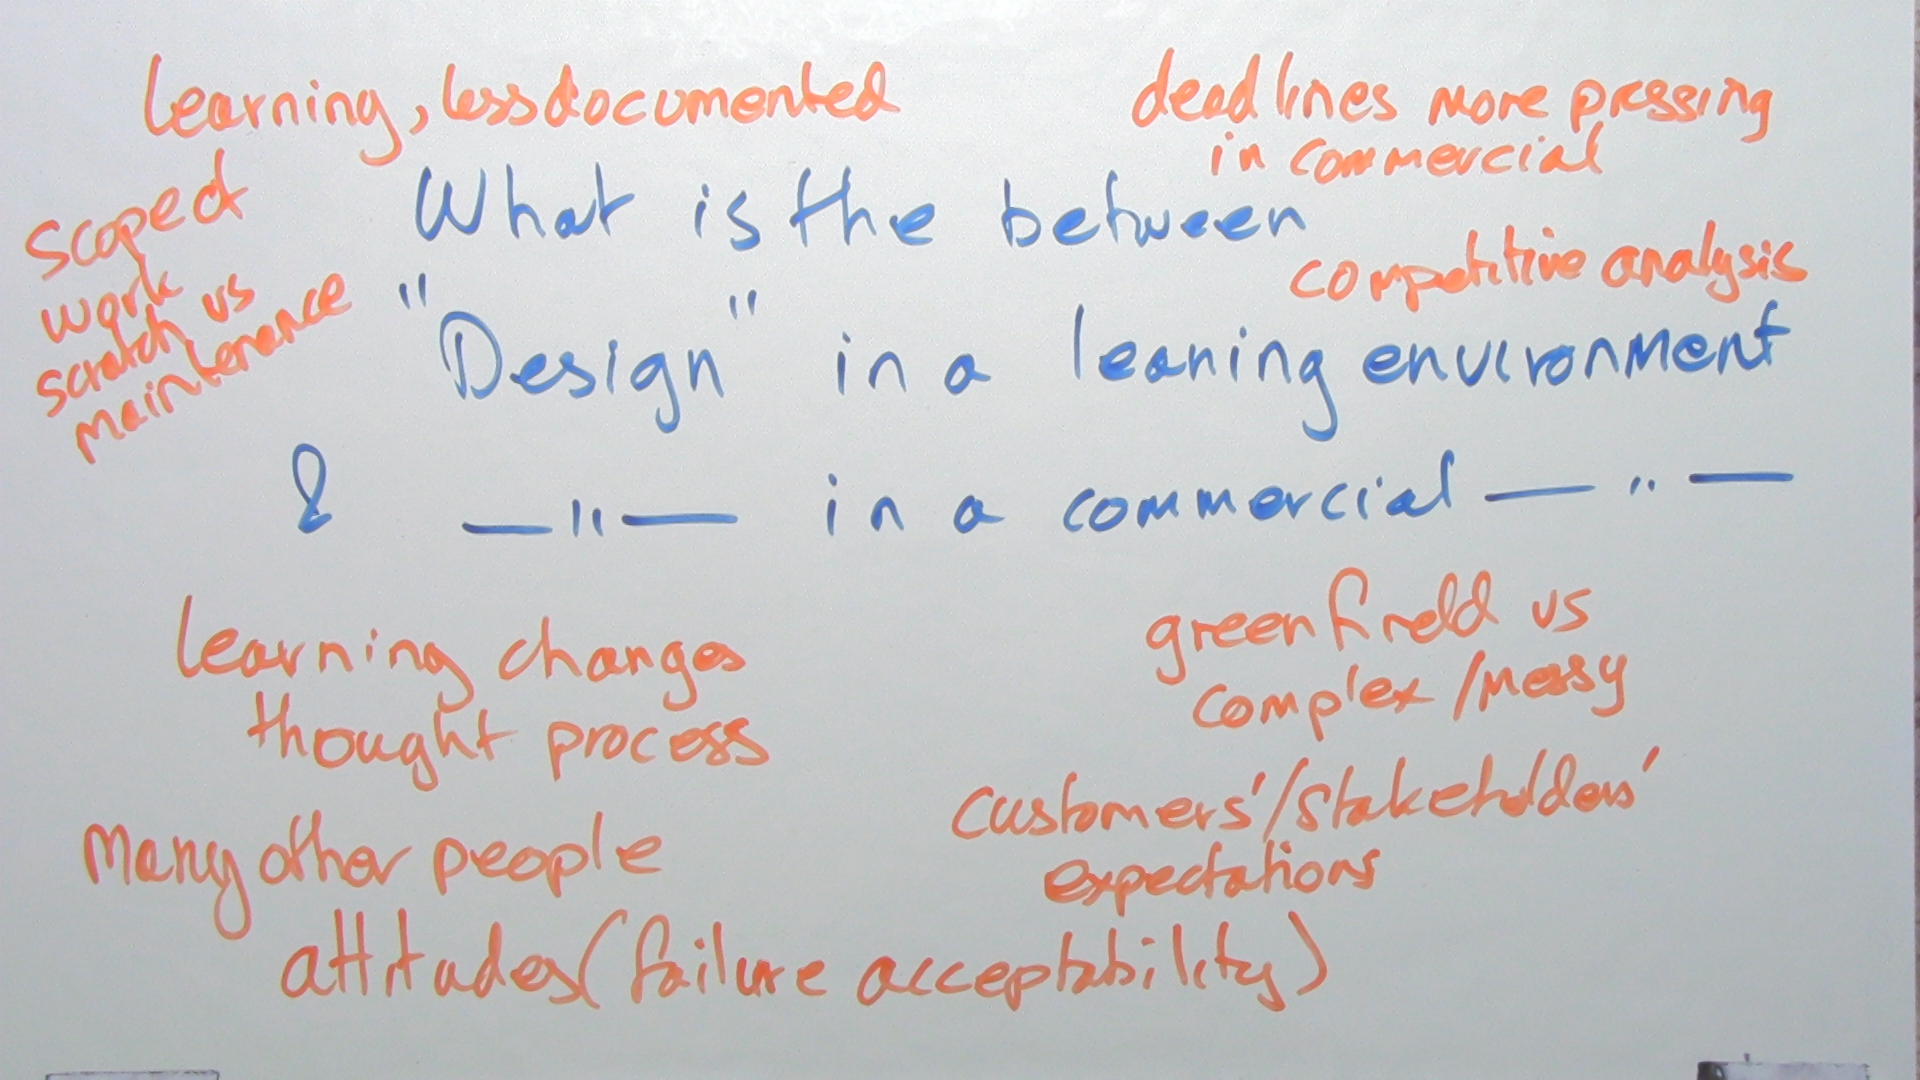 learning, less documented
deadlines more pressing
in commercial
scoped
work
scratch vs
maintenence
What is the between
competitive analysis
"Design" in a leaning environment
& —"— in a commercial —"—
learning changes
thought process
greenfireld vs
complex/messy
Many other people
customers'/stakeholders'
expectations
attitudes (failure acceptability)